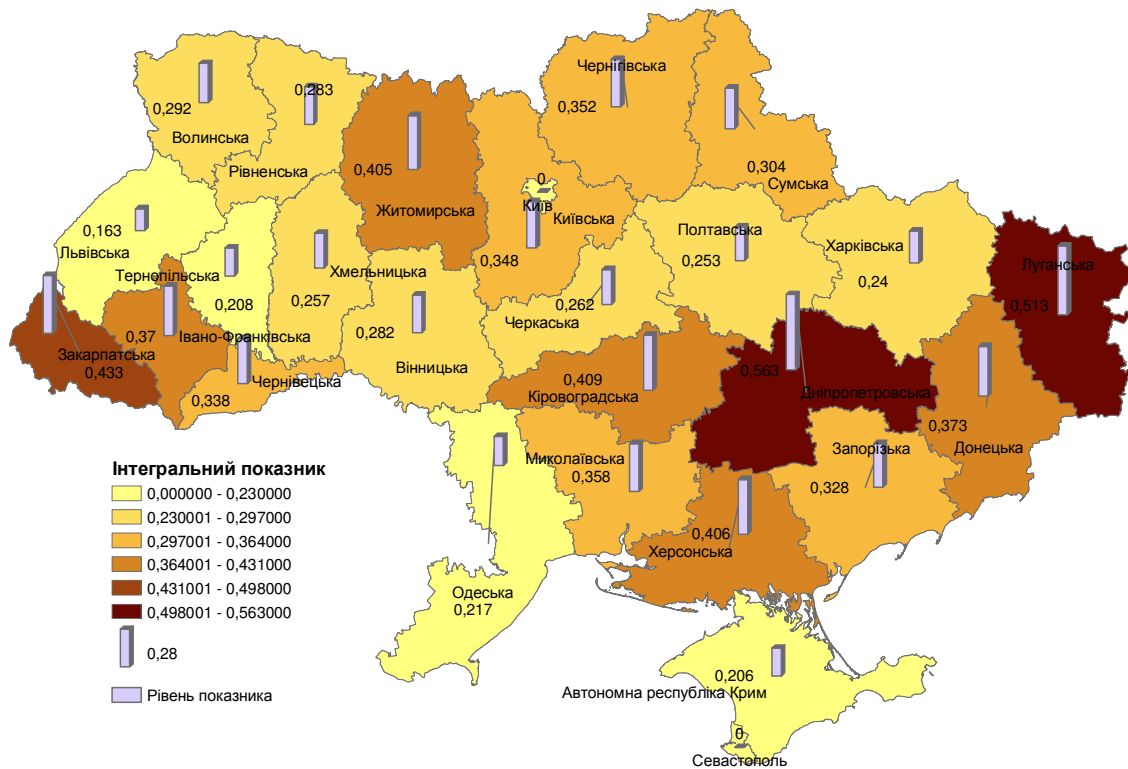 Чернігівська
0,352
0,283
0,292
Волинська
Рівненська
0,405
Житомирська
0,304
Сумська
0
Київ
Київська
0,348
0,163
Львівська
Тернопільська
0,208
Хмельницька
0,257
Полтавська
0,253
Харківська
0,24
Луганська
0,513
0,262
Черкаська
0,282
Вінницька
0,37
Івано-Франківська
Закарпатська
0,433
Чернівецька
0,338
0,409
Кіровоградська
0,563
Дніпропетровська
0,373
Донецька
Миколаївська
0,358
Запорізька
0,328
0,406
Херсонська
Одеська
0,217
0,206
Автономна республіка Крим
0
Севастополь
Інтегральний показник
0,000000 - 0,230000
0,230001 - 0,297000
0,297001 - 0,364000
0,364001 - 0,431000
0,431001 - 0,498000
0,498001 - 0,563000
0,28
Рівень показника